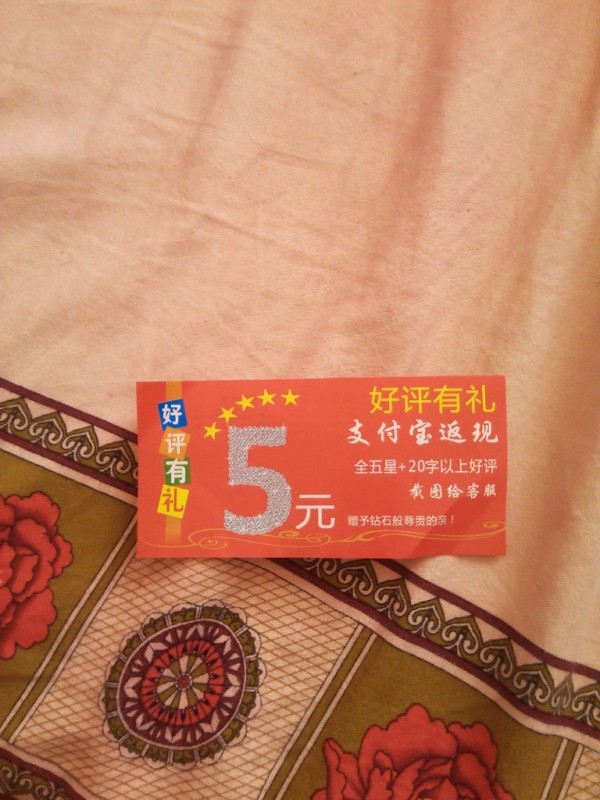 好评有礼
5元
好评有礼
支付宝返现
全五星+20字以上好评
截图给客服
赠予钻石般尊贵的亲！